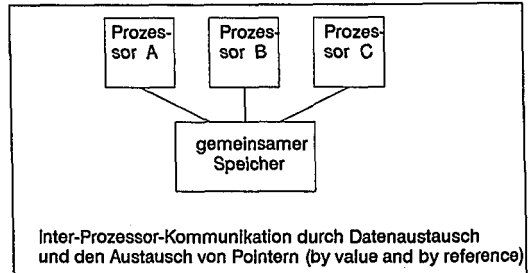 Prozes-
sor A
Prozes-
sor B
Prozes-
sor C
gemeinsamer
Speicher
Inter-Prozessor-Kommunikation durch Datenaustausch
und den Austausch von Pointern (by value and by reference)